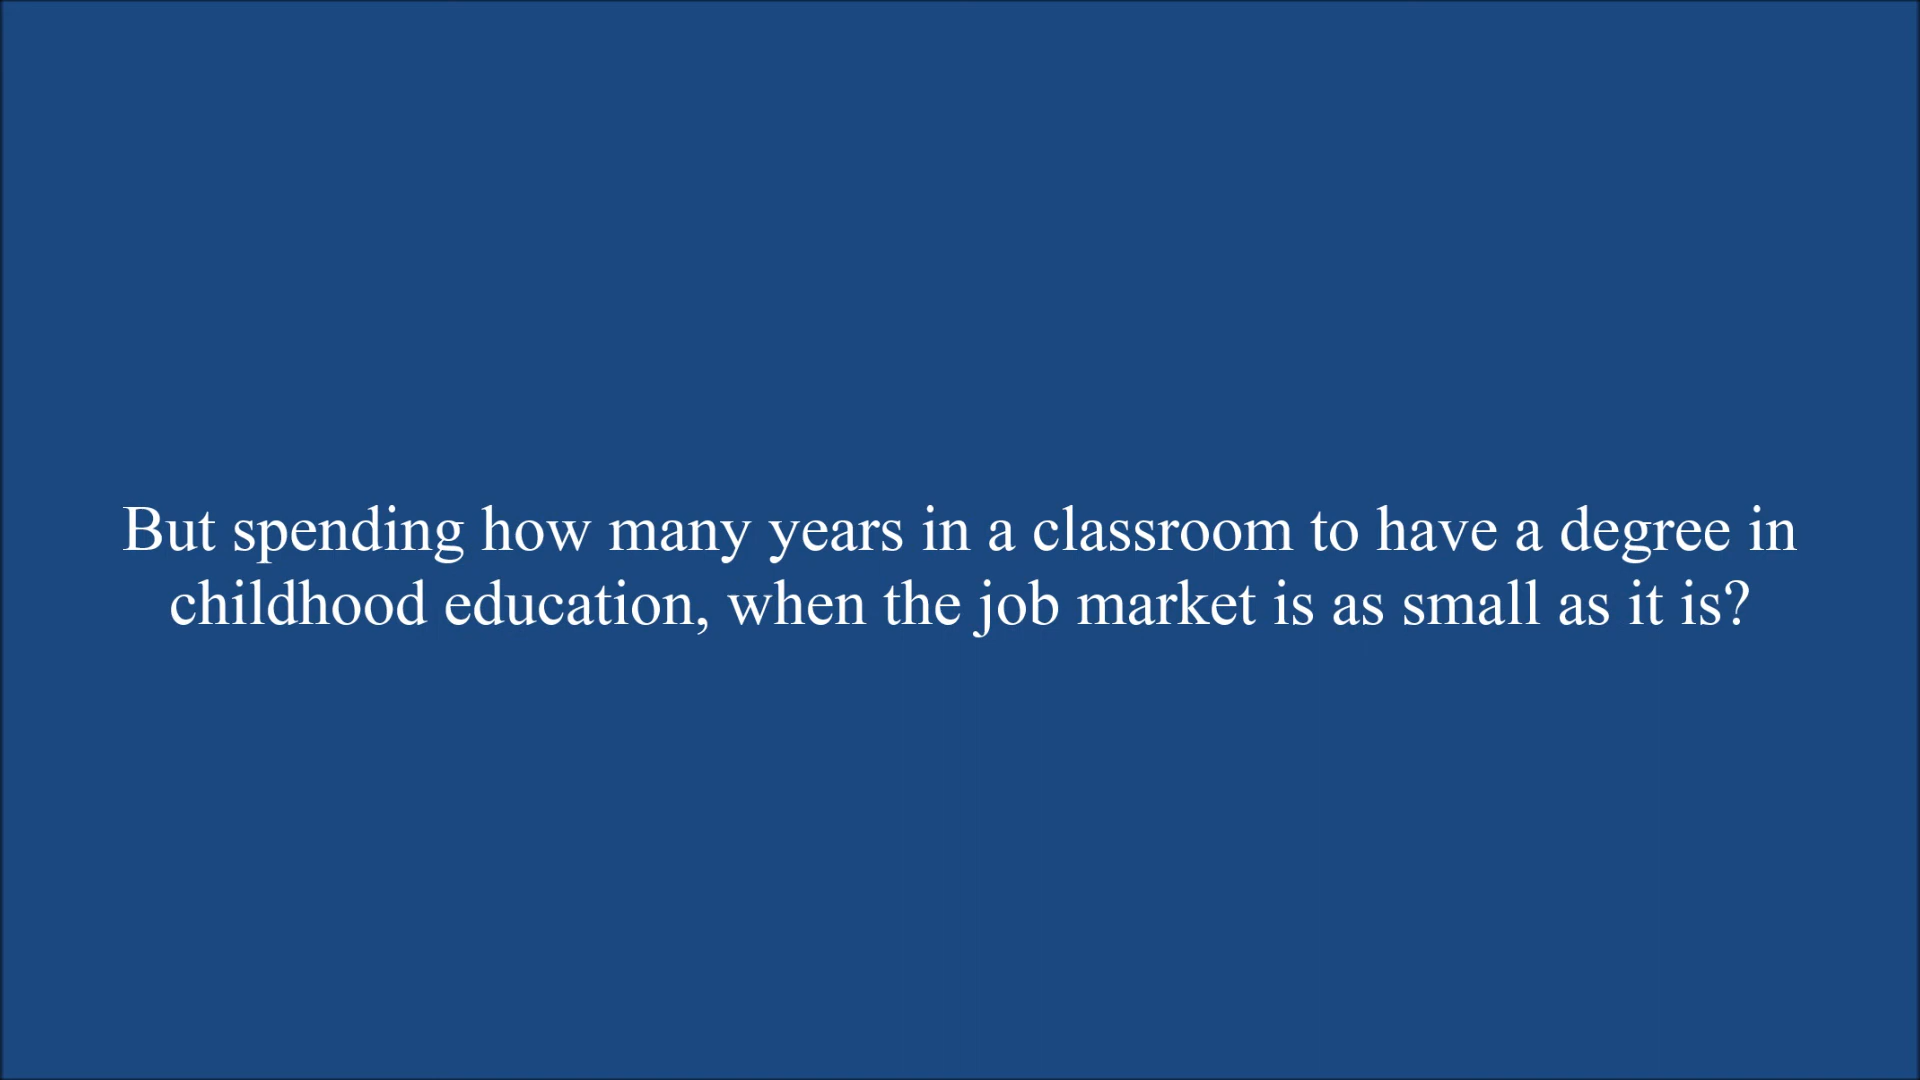 But spending how many years in a classroom to have a degree in
childhood education, when the job market is as small as it is?